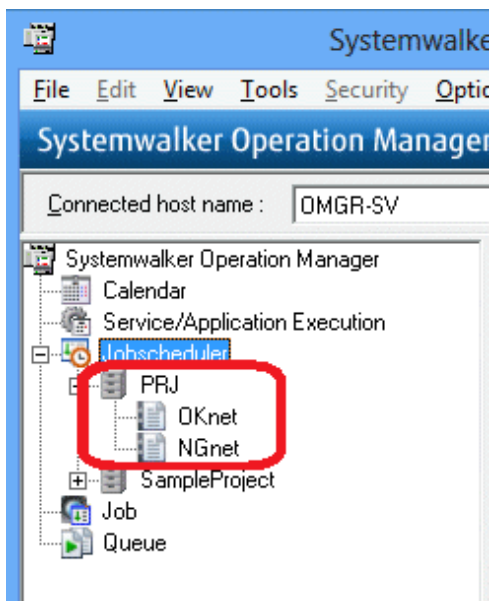 Systemwalke
File Edit View Tools Security Optio
Systemwalker Operation Manager
Connected host name : OMGR-SV
Systemwalker Operation Manager
Calendar
Service/Application Execution
Jobscheduler
PRJ
OKnet
NGnet
SampleProject
Job
Queue